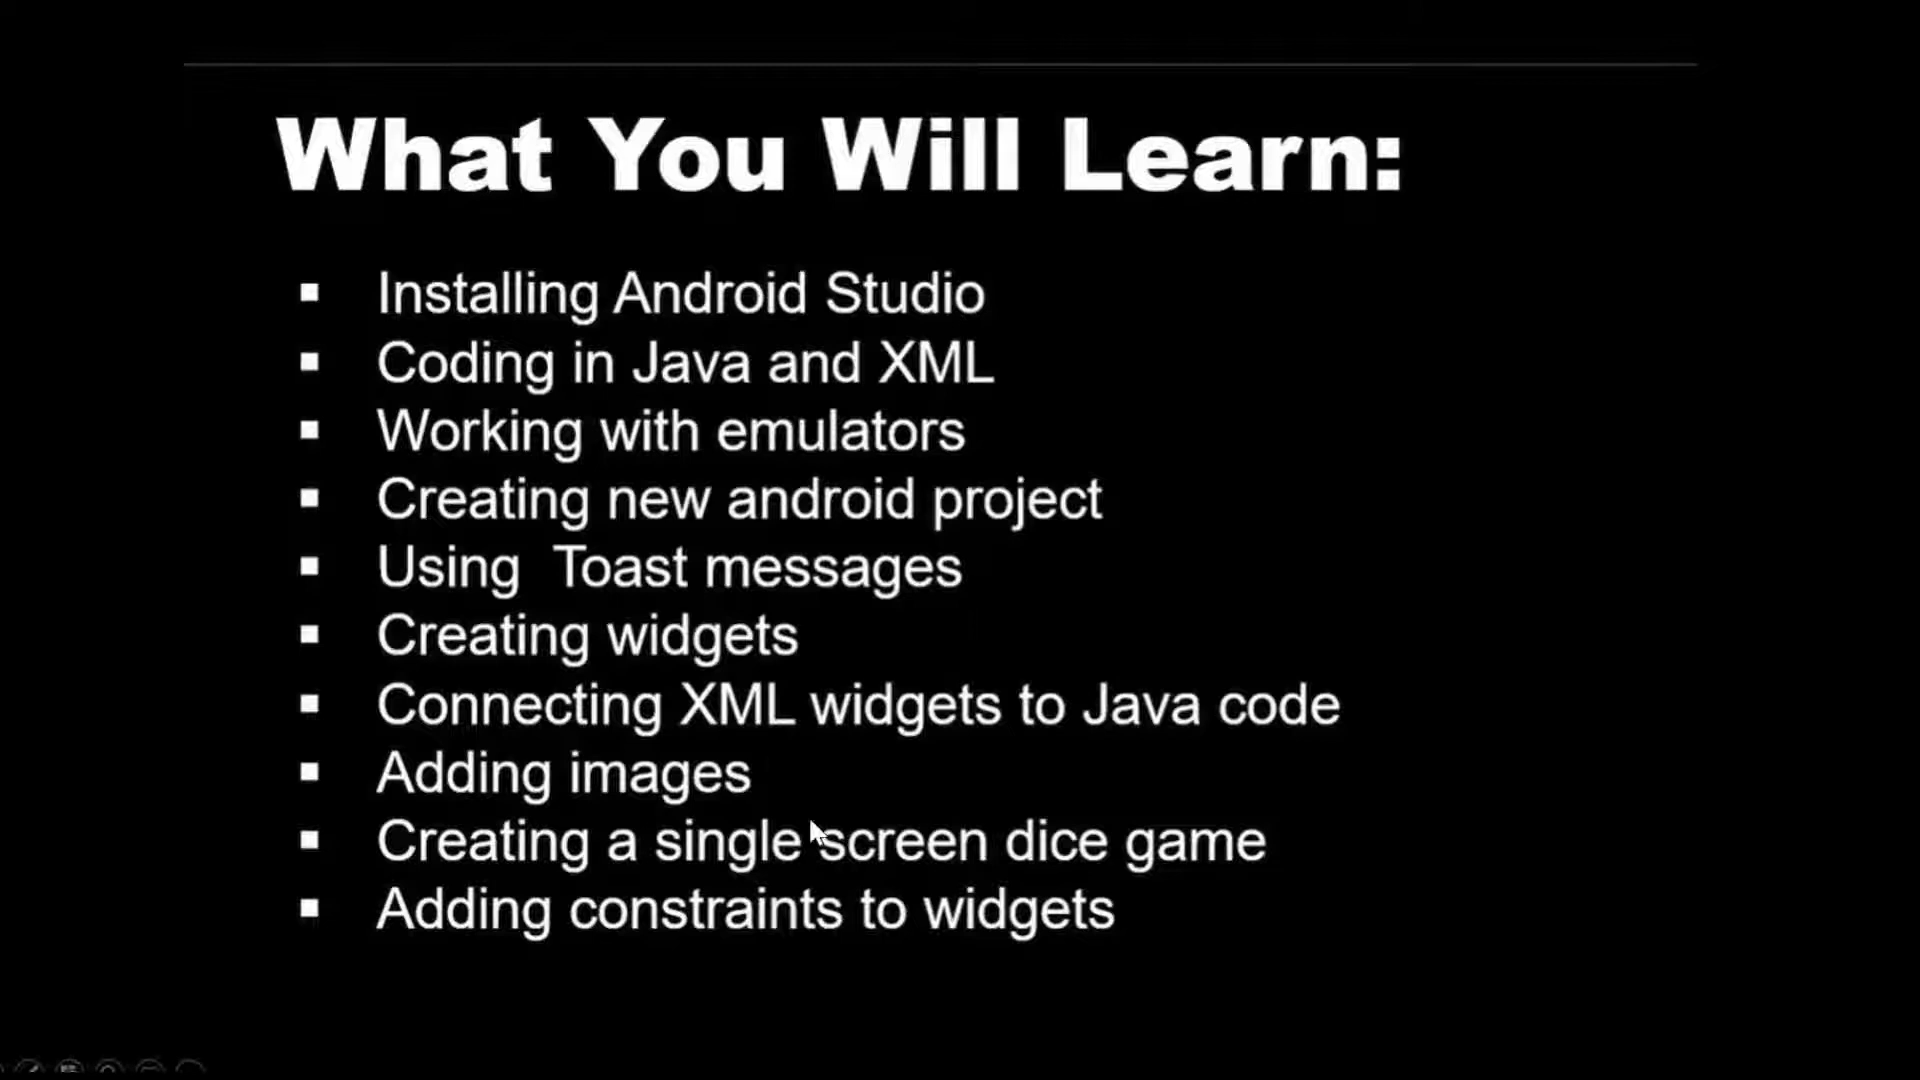 What You Will Learn:
▪ Installing Android Studio
▪ Coding in Java and XML
▪ Working with emulators
▪ Creating new android project
▪ Using  Toast messages
▪ Creating widgets
▪ Connecting XML widgets to Java code
▪ Adding images
▪ Creating a single screen dice game
▪ Adding constraints to widgets